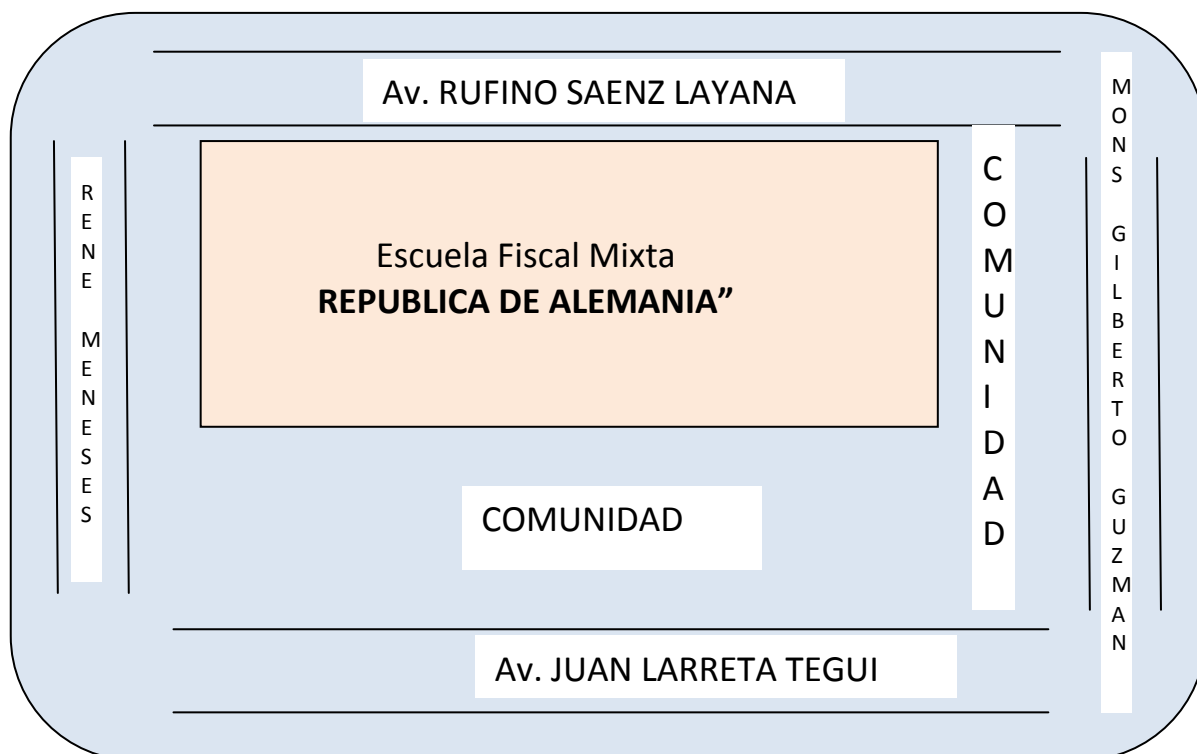 Av. RUFINO SAENZ LAYANA
RENE MENESES
Escuela Fiscal Mixta
REPUBLICA DE ALEMANIA”
COMUNIDAD
MONS GILBERTO GUZMAN
COMUNIDAD
Av. JUAN LARRETA TEGUI